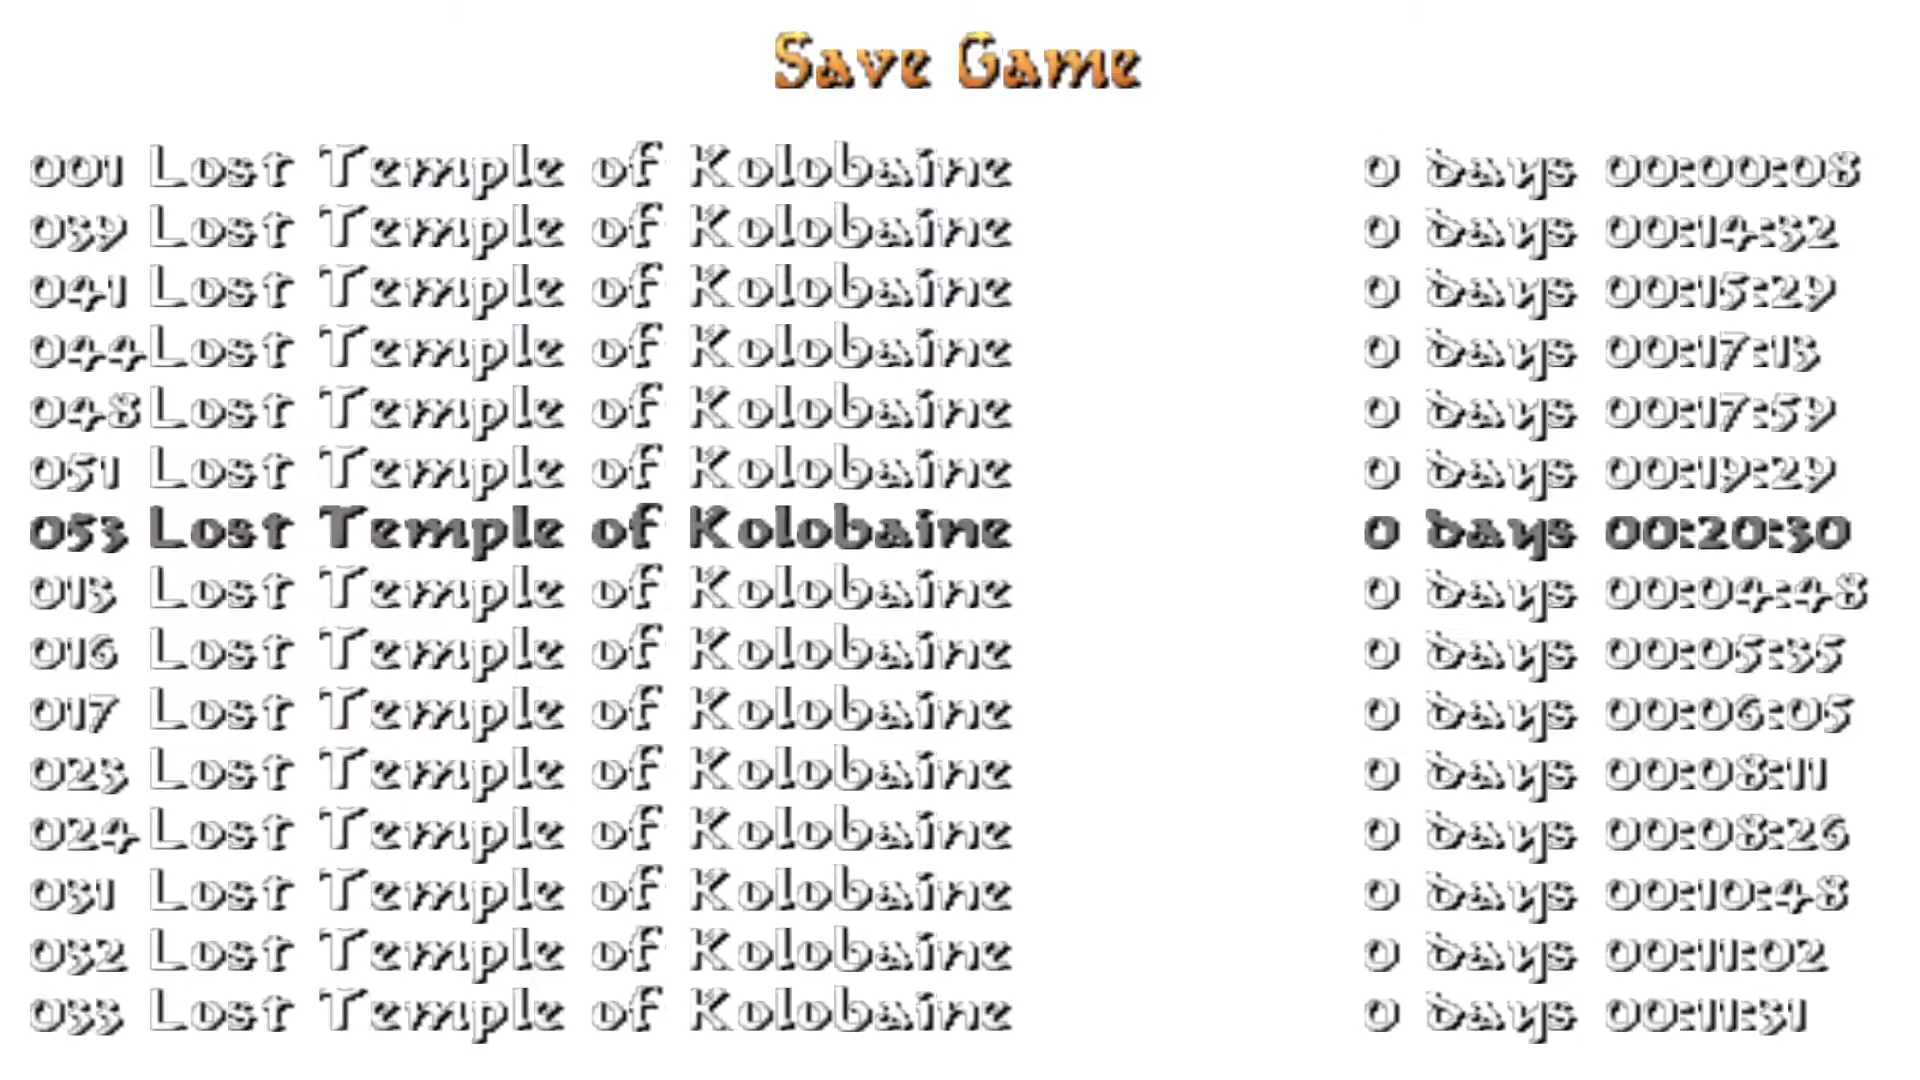 Save Game
001 Lost Temple of Kolobaine 0 days 00:00:08
039 Lost Temple of Kolobaine 0 days 00:14:32
041 Lost Temple of Kolobaine 0 days 00:15:29
044 Lost Temple of Kolobaine 0 days 00:17:13
048 Lost Temple of Kolobaine 0 days 00:17:59
051 Lost Temple of Kolobaine 0 days 00:19:29
053 Lost Temple of Kolobaine 0 days 00:20:30
013 Lost Temple of Kolobaine 0 days 00:04:48
016 Lost Temple of Kolobaine 0 days 00:05:35
017 Lost Temple of Kolobaine 0 days 00:06:05
023 Lost Temple of Kolobaine 0 days 00:08:11
024 Lost Temple of Kolobaine 0 days 00:08:26
031 Lost Temple of Kolobaine 0 days 00:10:48
032 Lost Temple of Kolobaine 0 days 00:11:02
033 Lost Temple of Kolobaine 0 days 00:11:31